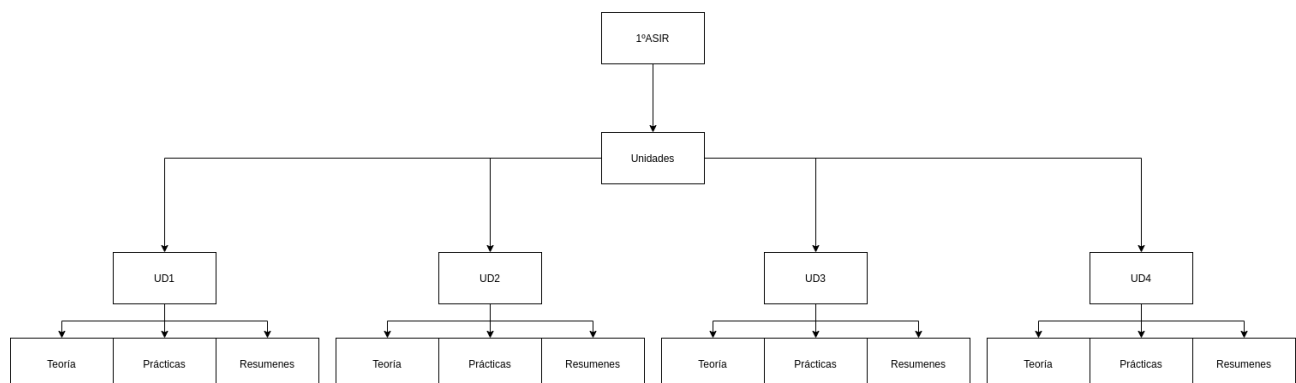 1ºASIR
Unidades
UD1
UD2
UD3
UD4
Teoría
Prácticas
Resumenes
Teoría
Prácticas
Resumenes
Teoría
Prácticas
Resumenes
Teoría
Prácticas
Resumenes